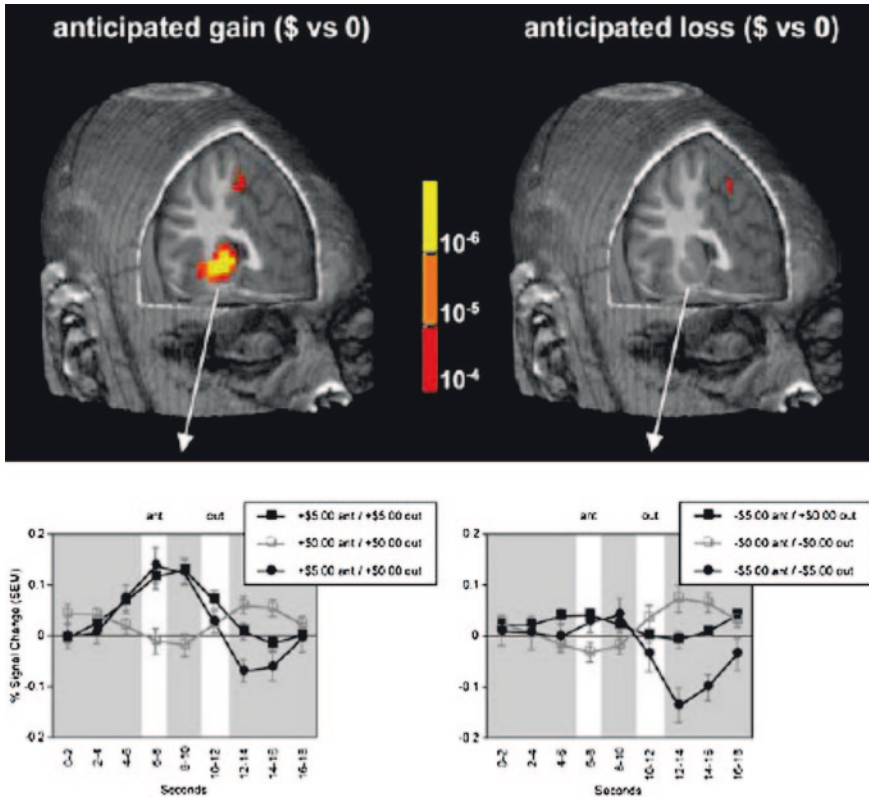 anticipated gain ($ vs 0)
anticipated loss ($ vs 0)
10-6
10-5
10-4
ant
out
+$5.00 ant / +$5.00 out
+$0.00 ant / +$0.00 out
+$5.00 ant / +$0.00 out
% Signal Change (SEM)
0.2
0.1
0
-0.1
-0.2
0-2
2-4
4-6
6-8
8-10
10-12
12-14
14-16
16-18
Seconds
ant
out
-$5.00 ant / +$0.00 out
-$0.00 ant / -$0.00 out
-$5.00 ant / -$5.00 out
0.2
0.1
0
-0.1
-0.2
0-2
2-4
4-6
6-8
8-10
10-12
12-14
14-16
16-18
Seconds